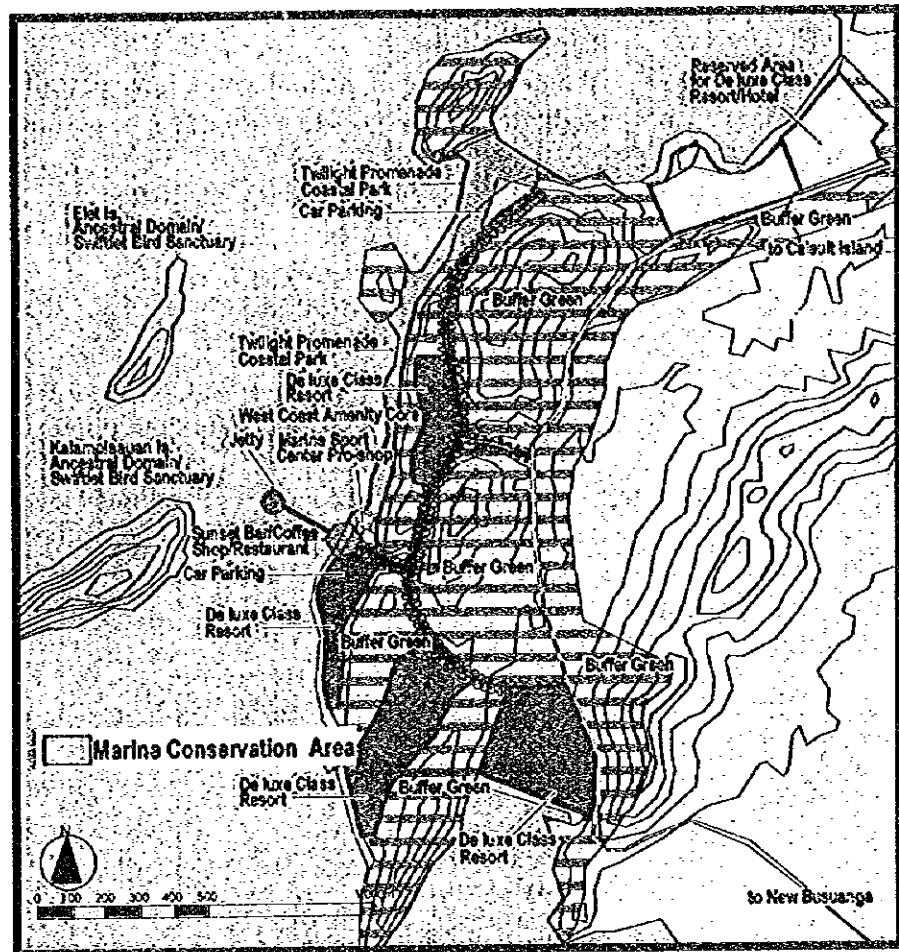 Reserved Area
for De luxe Class
Resort/Hotel
Twilight Promenade
Coastal Park
Car Parking
Elet Is.
Ancestral Domain/
Swiftlet Bird Sanctuary
Buffer Green
to Calauit Island
Buffer Green
Twilight Promenade
Coastal Park
De luxe Class
Resort
West Coast Amenity Core
Jetty
Marine Sport
Center Pro-shop
Is.
Ancestral Domain/
Swiftlet Bird Sanctuary
Sunset Bar/Coffee
Shop/Restaurant
Car Parking
Buffer Green
De luxe Class
Resort
Buffer Green
Buffer Green
Marine Conservation Area
De luxe Class
Resort
Buffer Green
De luxe Class
Resort
N
0 100 200 300 400 500
to New Busuanga